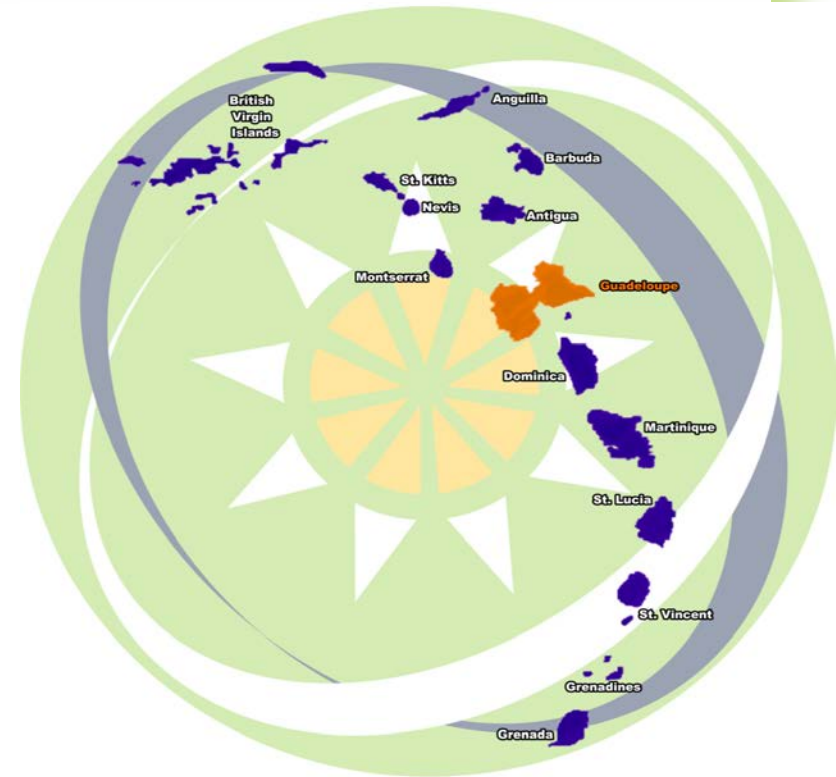 British
Virgin
Islands
Anguilla
Barbuda
St. Kitts
Nevis
Antigua
Montserrat
Guadeloupe
Dominica
Martinique
St. Lucia
St. Vincent
Grenadines
Grenada